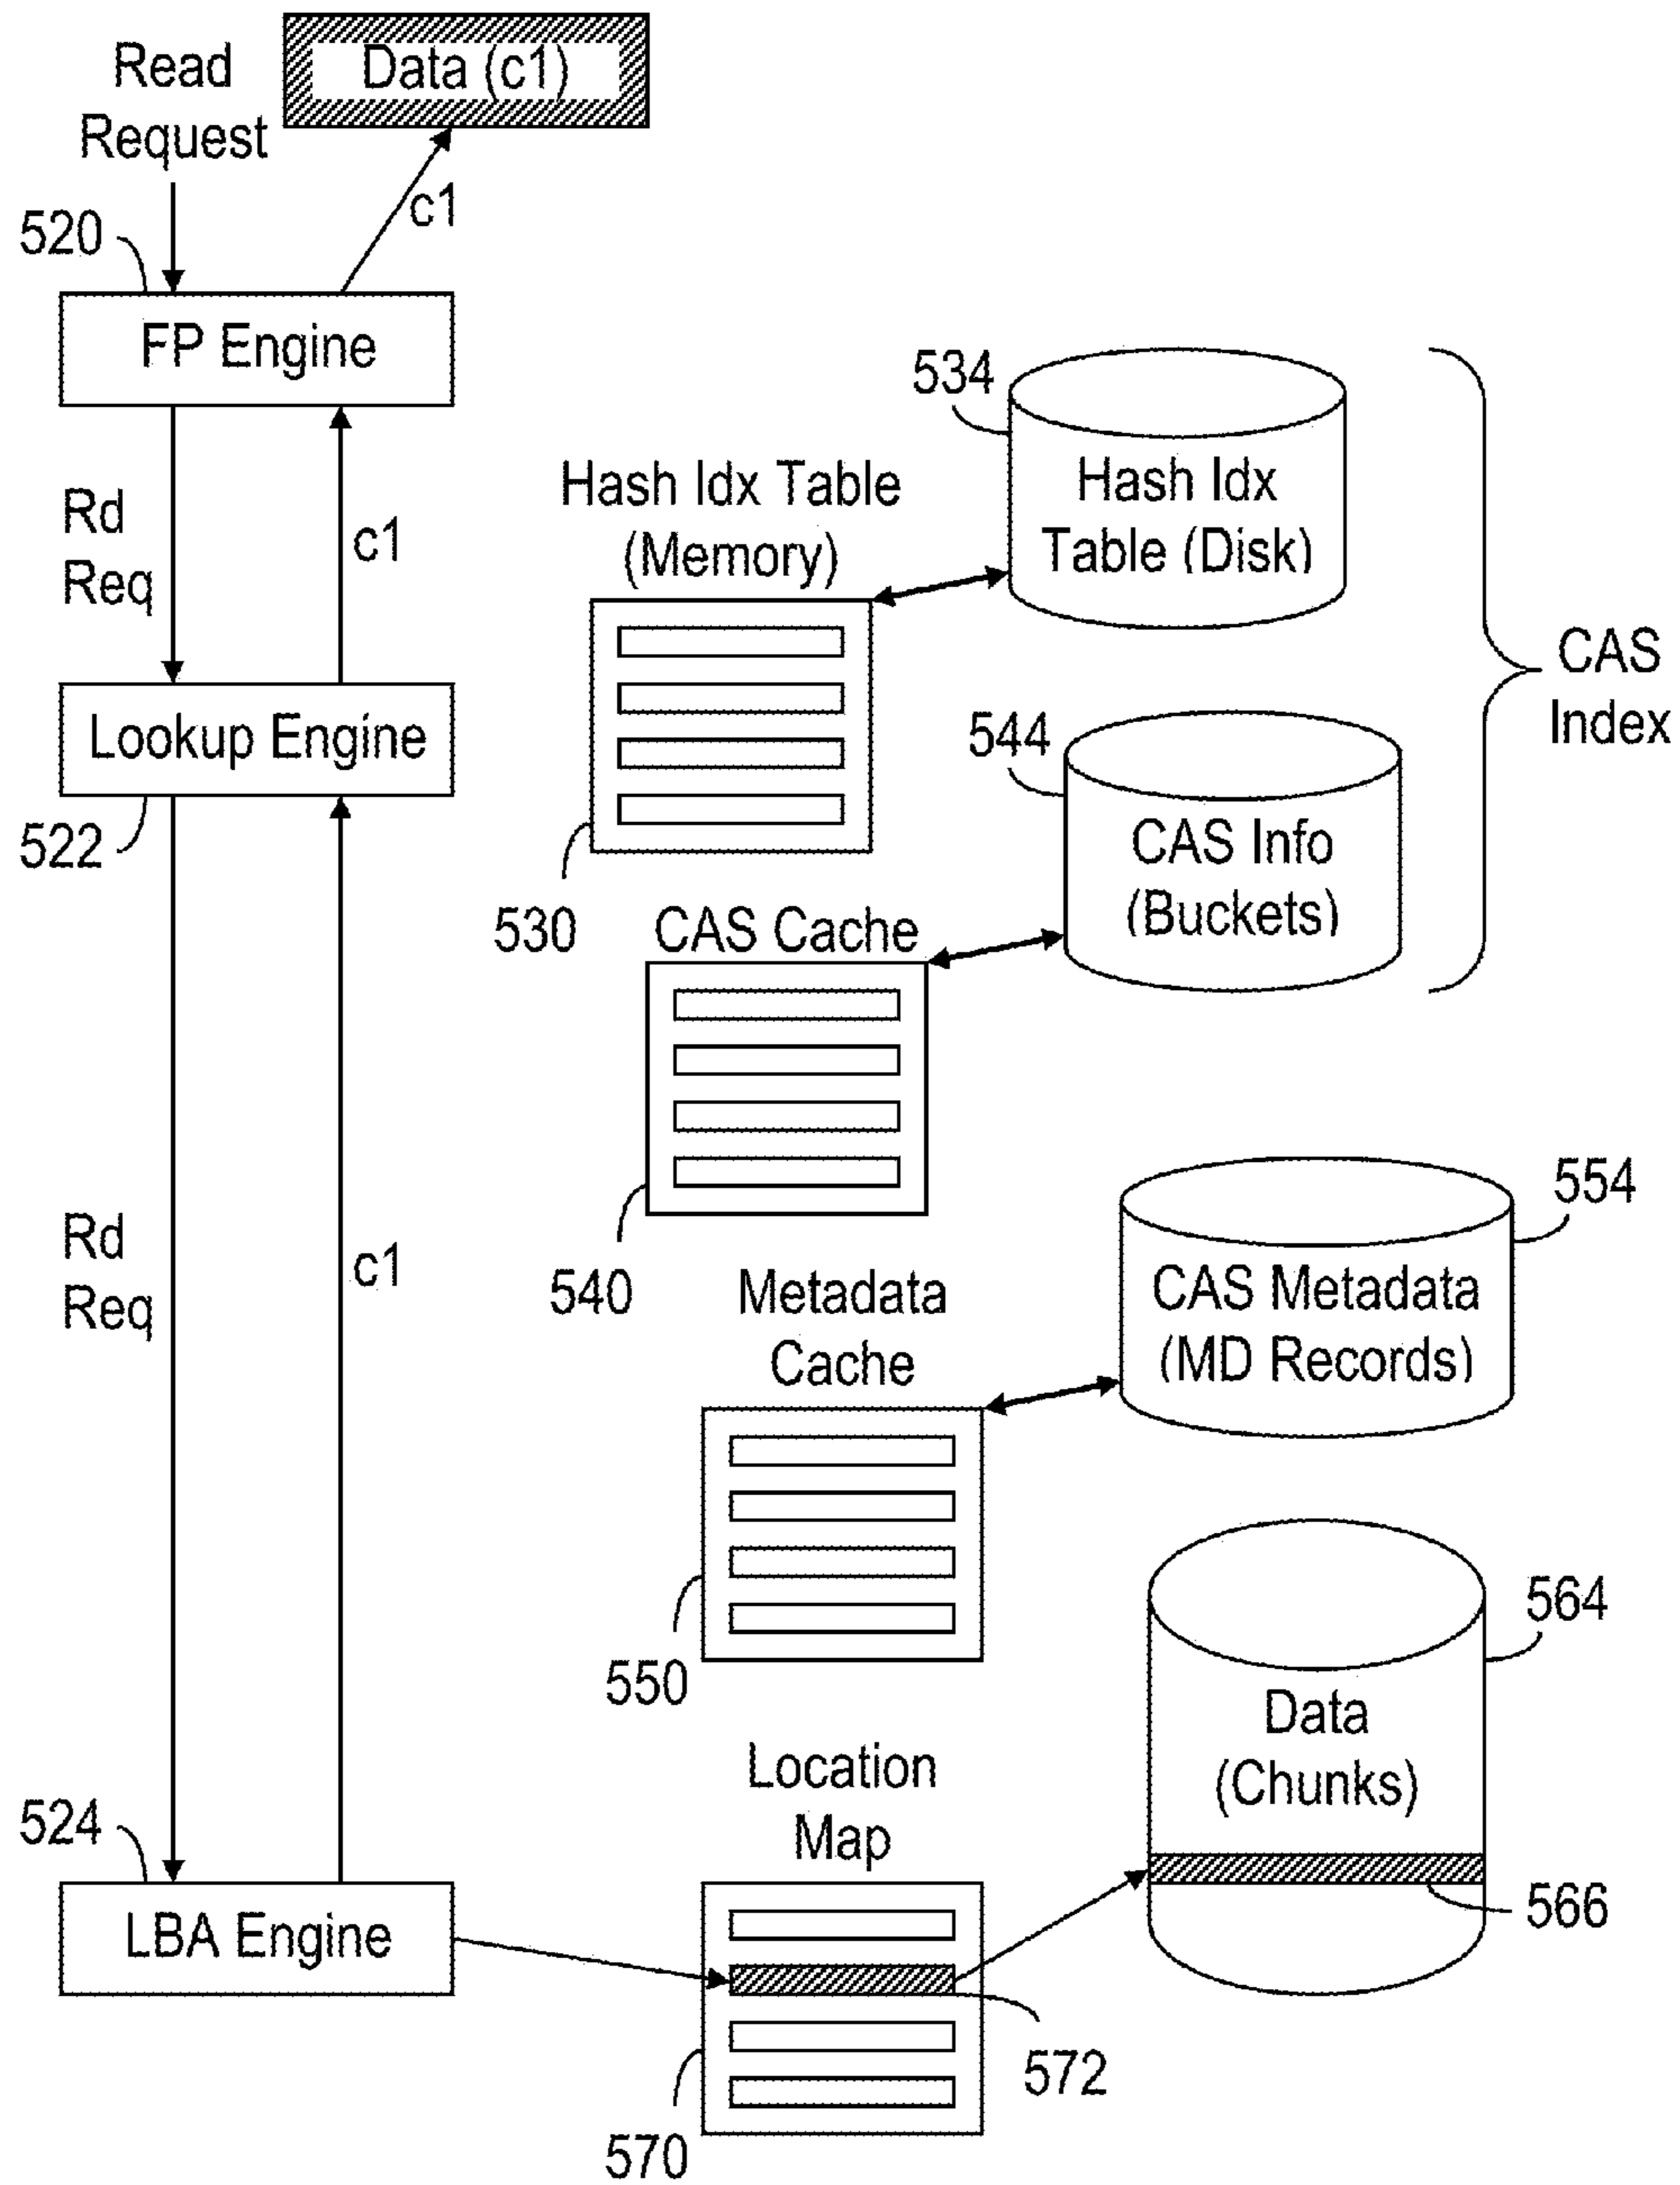 Read
Request
Data (c1)
c1
520
FP Engine
534
Hash Idx
Table (Disk)
Hash Idx Table
(Memory)
Rd
Req
c1
CAS
Index
Lookup Engine
522
530
544
CAS Info
(Buckets)
CAS Cache
540
554
CAS Metadata
(MD Records)
Rd
Req
c1
Metadata
Cache
550
564
Data
(Chunks)
566
Location
Map
524
LBA Engine
572
570